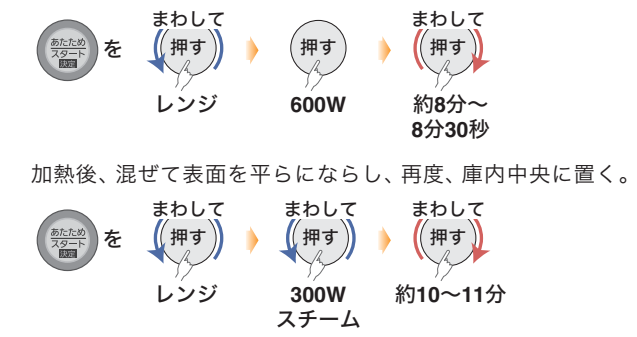 まわして
まわして
あたため
スタート
決定
を
押す
押す
押す
レンジ
600W
約8分〜
8分30秒
加熱後、混ぜて表面を平らにならし、再度、庫内中央に置く。
まわして
まわして
まわして
あたため
スタート
決定
を
押す
押す
押す
レンジ
300W
スチーム
約10〜11分